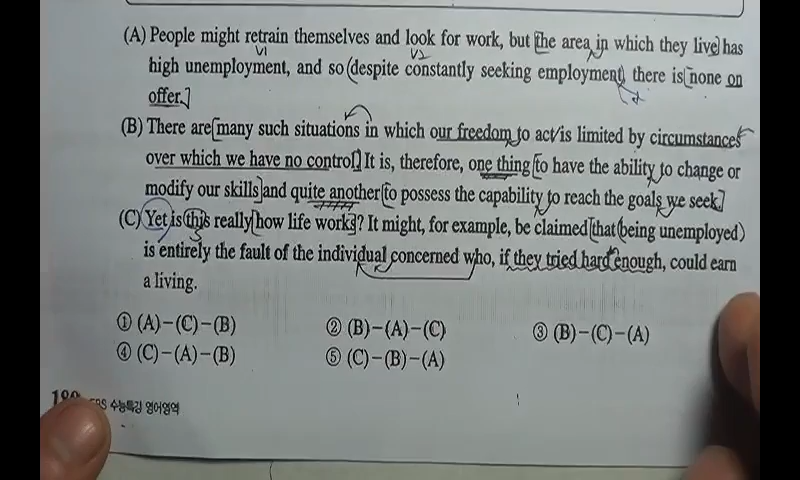 (A) People might retrain themselves and look for work, but the area in which they live has
high unemployment, and so despite constantly seeking employment, there is none on
offer.
(B) There are many such situations in which our freedom to act is limited by circumstances
over which we have no control. It is, therefore, one thing to have the ability to change or
modify our skills and quite another to possess the capability to reach the goals we seek.
(C) Yet is this really how life works? It might, for example, be claimed that being unemployed
is entirely the fault of the individual concerned who, if they tried hard enough, could earn
a living.
① (A)-(C)-(B) ② (B)-(A)-(C) ③ (B)-(C)-(A)
④ (C)-(A)-(B) ⑤ (C)-(B)-(A)
수능특강 영어영역